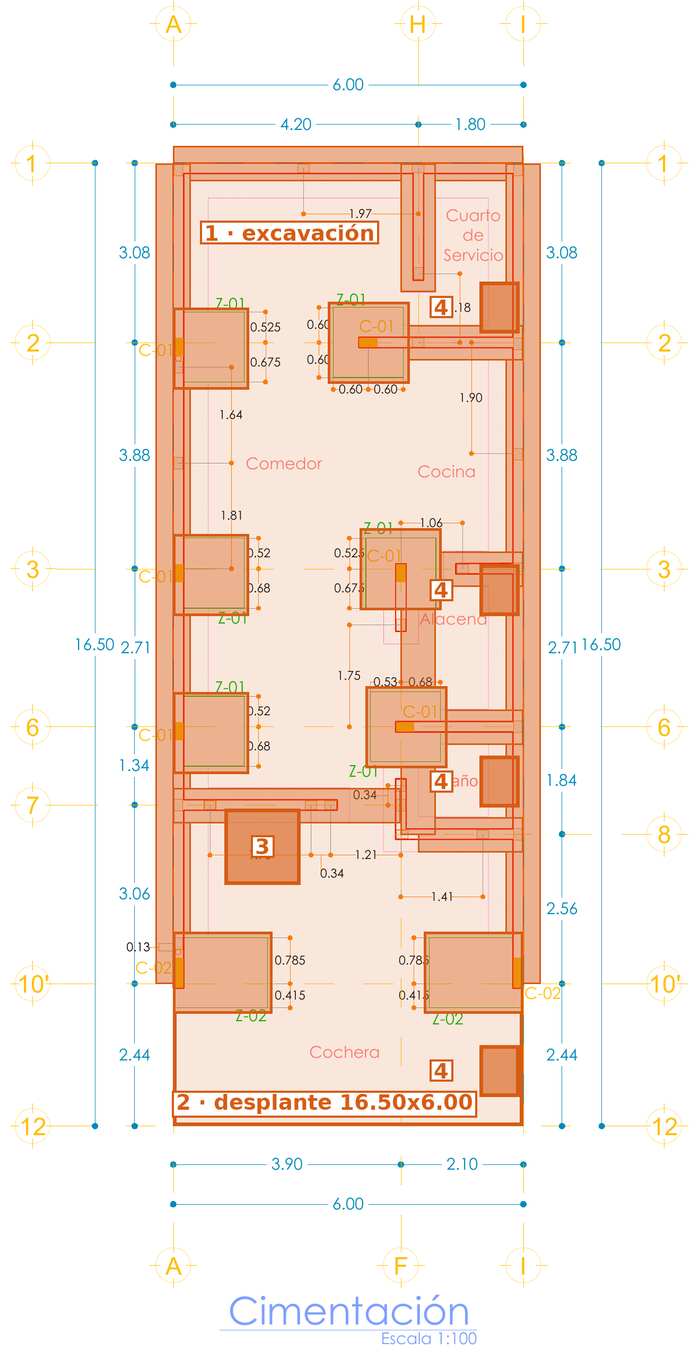 A
H
I
6.00
4.20
1.80
1
1
1.97
Cuarto
de
Servicio
1 · excavación
3.08
3.08
Z-01
Z-01
4
.18
0.525
0.60
C-01
2
C-01
2
0.675
0.60
0.60
0.60
1.90
1.64
3.88
Comedor
Cocina
3.88
1.81
Z-01
1.06
0.52
0.525
C-01
3
C-01
3
0.68
0.675
4
Z-01
Alacena
16.50
2.71
2.71
16.50
1.75
Z-01
0.53
0.68
0.52
C-01
6
C-01
6
0.68
1.34
Z-01
4
año
1.84
0.34
7
8
3
1.21
0.34
3.06
1.41
2.56
0.13
C-02
0.785
0.785
10'
0.415
0.415
C-02
10'
Z-02
Z-02
2.44
Cochera
2.44
4
2 · desplante 16.50x6.00
12
12
3.90
2.10
6.00
A
F
I
Cimentación
Escala 1:100